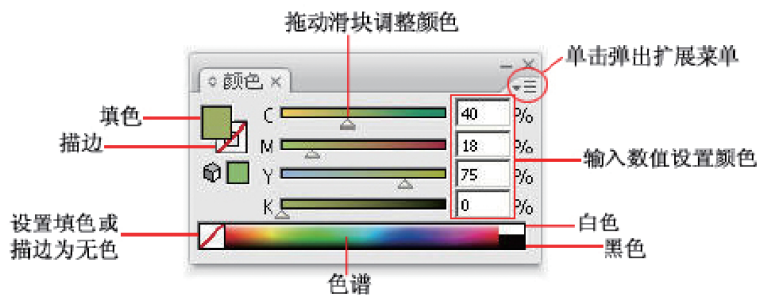 拖动滑块调整颜色
单击弹出扩展菜单
颜色
填色
描边
C 40 %
M 18 %
Y 75 %
K 0 %
输入数值设置颜色
设置填色或
描边为无色
白色
黑色
色谱